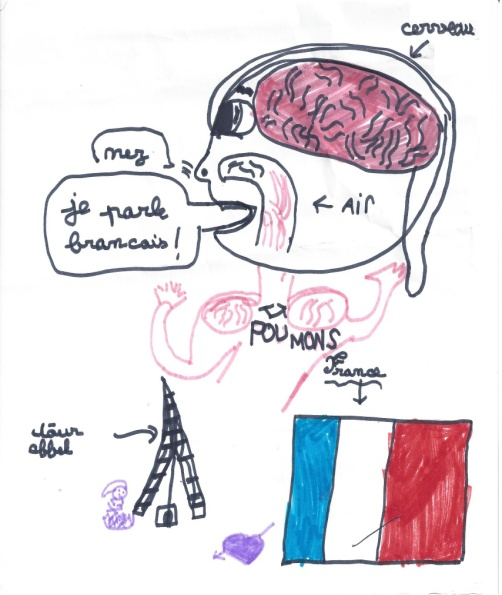 cerveau
nez
je parle
francais!
Air
POUMONS
France
tour
effel